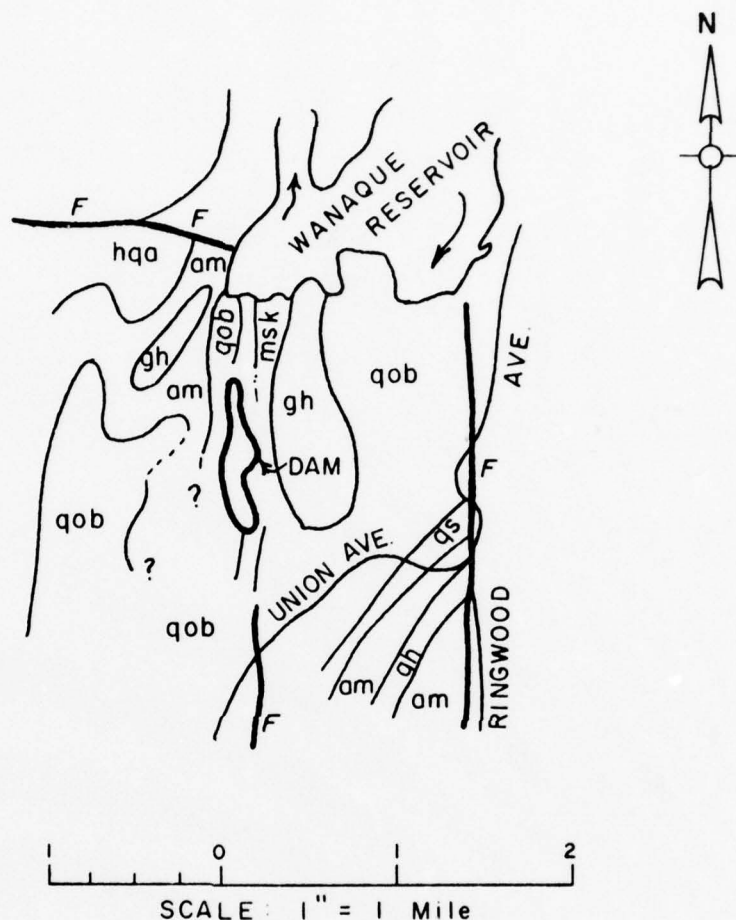 N
WANAQUE
RESERVOIR
F
F
hqa
am
gh
am
qob
msk
gh
qob
AVE.
DAM
F
?
qob
?
qs
UNION AVE.
qob
gh
am
am
RINGWOOD
F
1 0 1 2
SCALE: 1" = 1 Mile